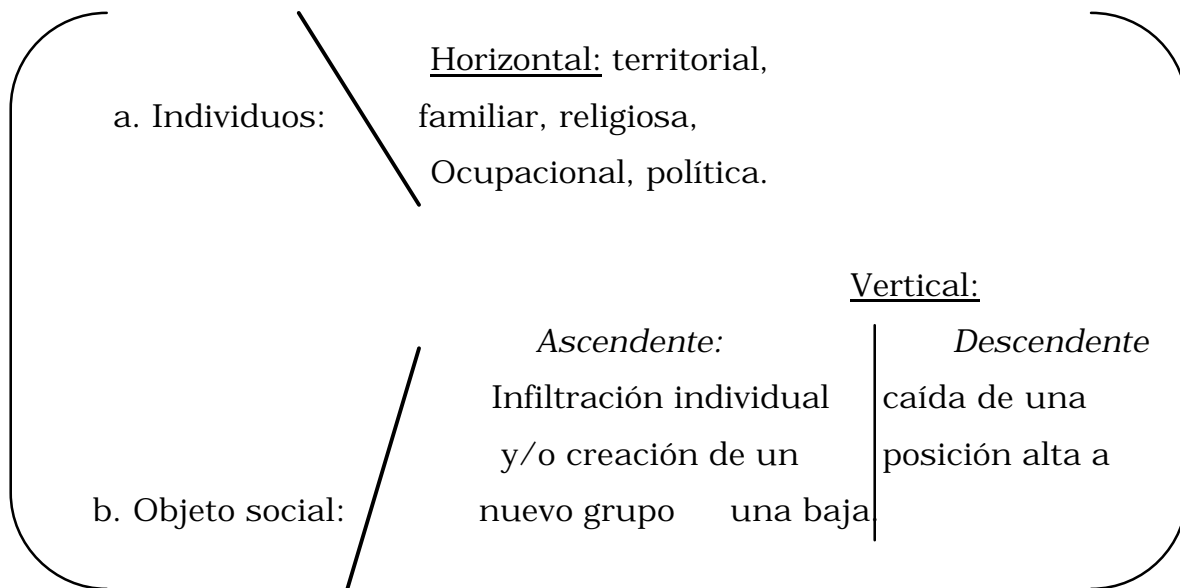 Horizontal: territorial,
a. Individuos: familiar, religiosa,
Ocupacional, política.
Vertical:
Ascendente: Descendente
Infiltración individual caída de una
y/o creación de un posición alta a
b. Objeto social: nuevo grupo una baja.